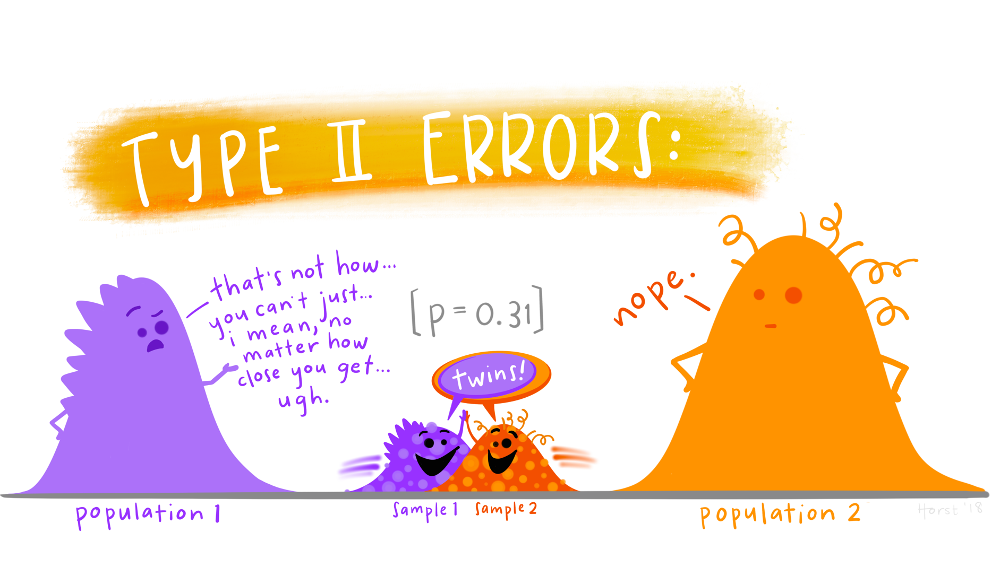 TYPE II ERRORS:
that's not how...
you can't just...
i mean, no
matter how
close you get...
ugh.
[p = 0.31]
nope.
twins!
population 1
sample 1
sample 2
population 2
Horst '18